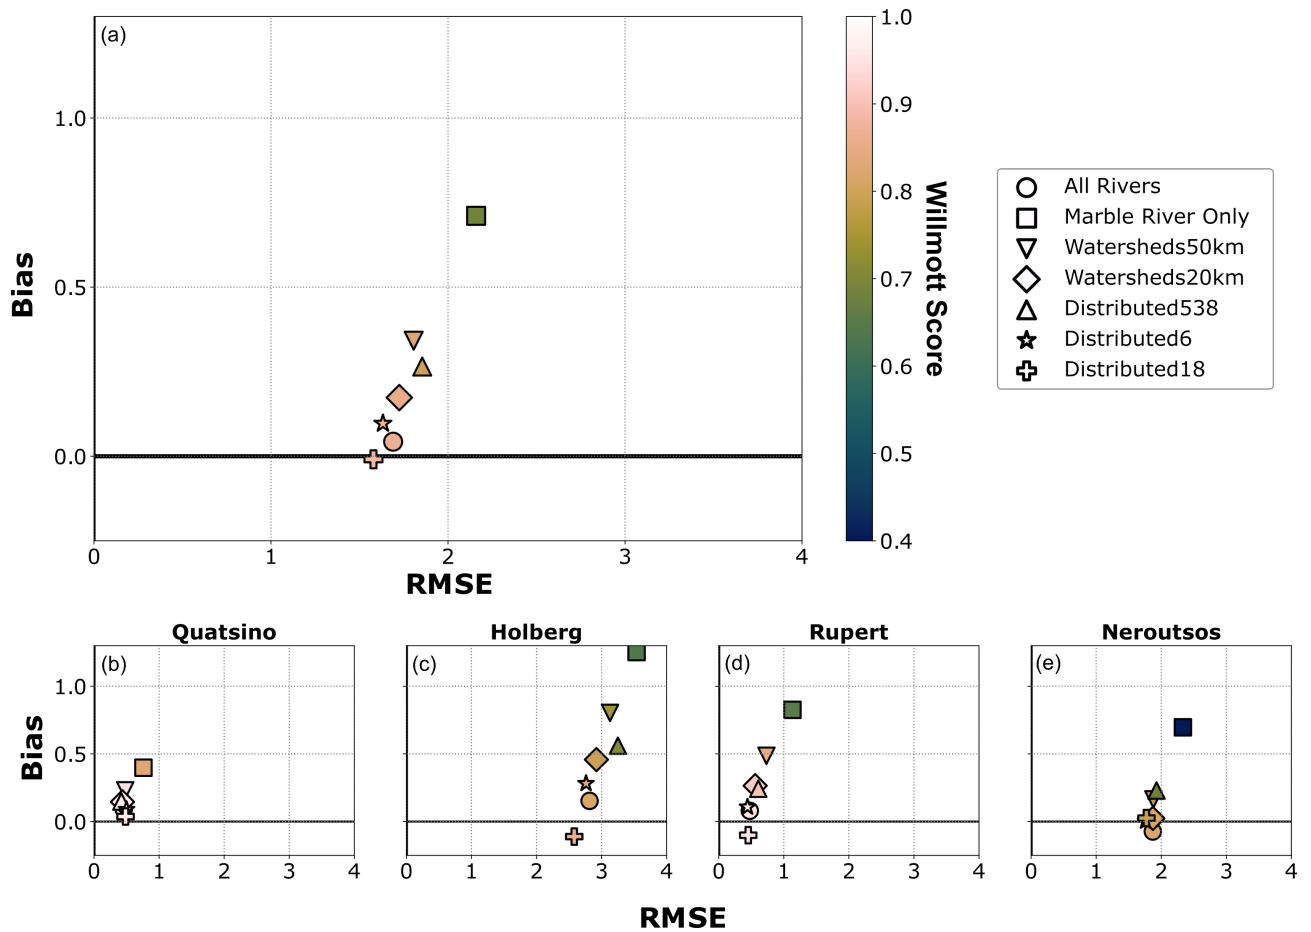 (a)
1.0
0.5
0.0
Bias
0
1
2
3
4
RMSE
1.0
0.9
0.8
0.7
0.6
0.5
0.4
Willmott Score
All Rivers
Marble River Only
Watersheds50km
Watersheds20km
Distributed538
Distributed6
Distributed18
Quatsino
Holberg
Rupert
Neroutsos
(b)
(c)
(d)
(e)
1.0
0.5
0.0
Bias
0 1 2 3 4
0 1 2 3 4
0 1 2 3 4
0 1 2 3 4
RMSE